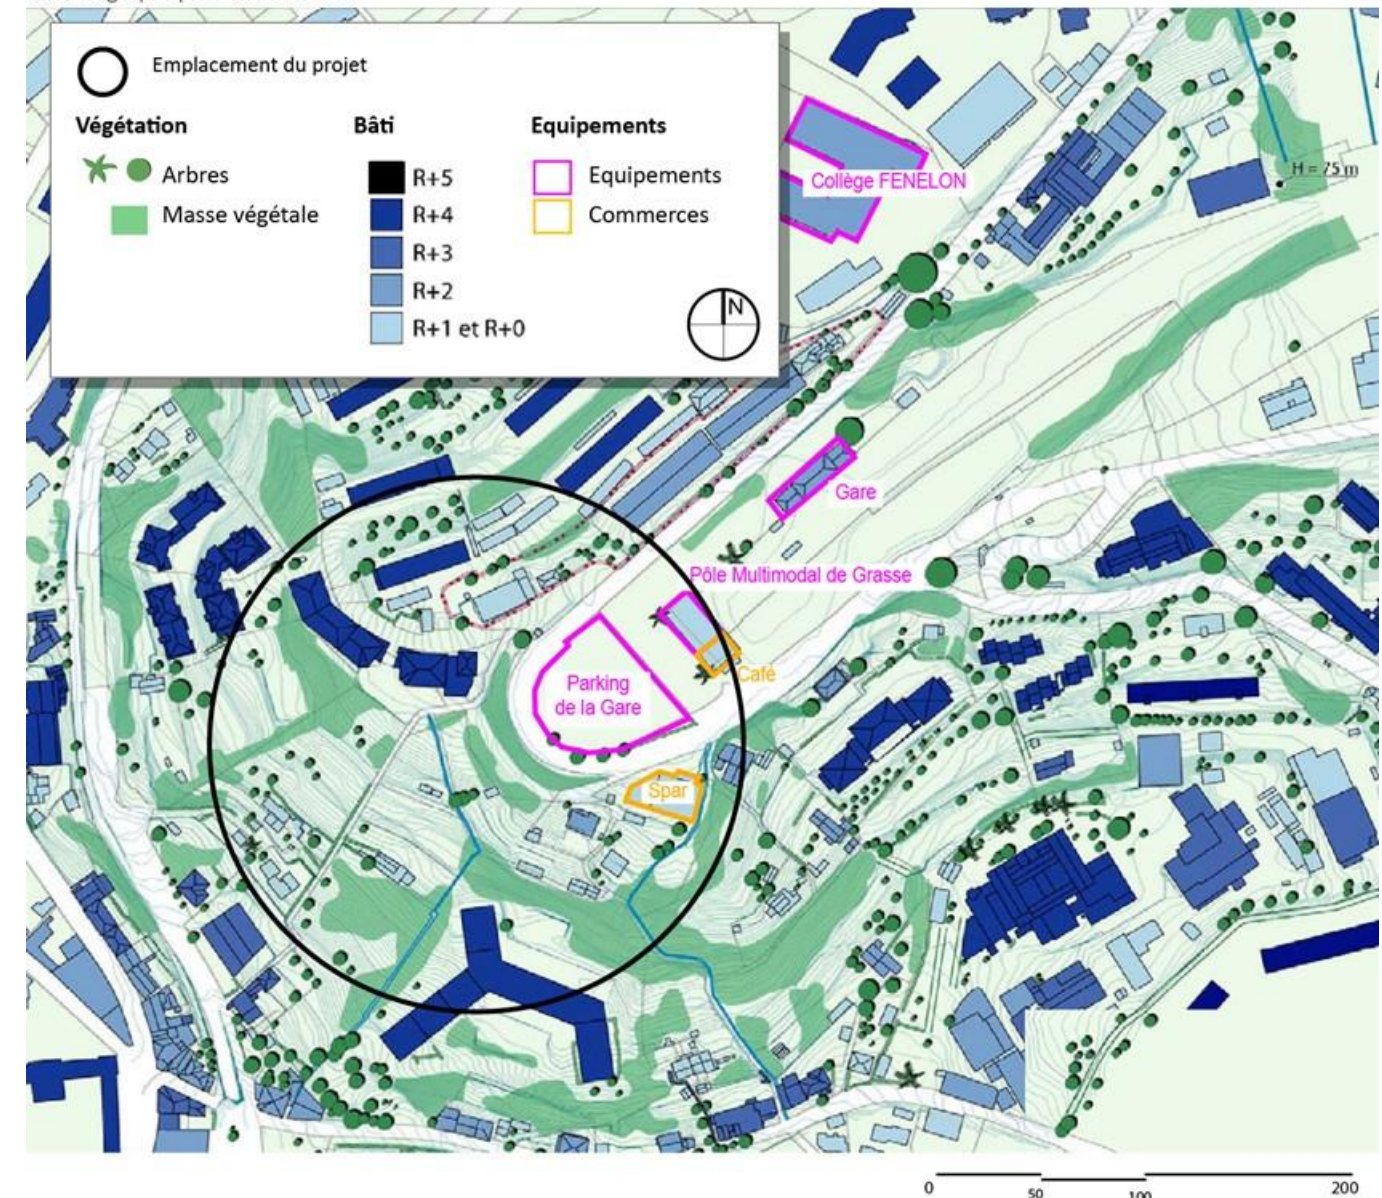 Emplacement du projet
Végétation
Arbres
Masse végétale
Bâti
R+5
R+4
R+3
R+2
R+1 et R+0
Equipements
Equipements
Commerces
N
Collège FENELON
H = 75 m
Gare
Pôle Multimodal de Grasse
Café
Parking
de la Gare
Spar
0
50
100
200